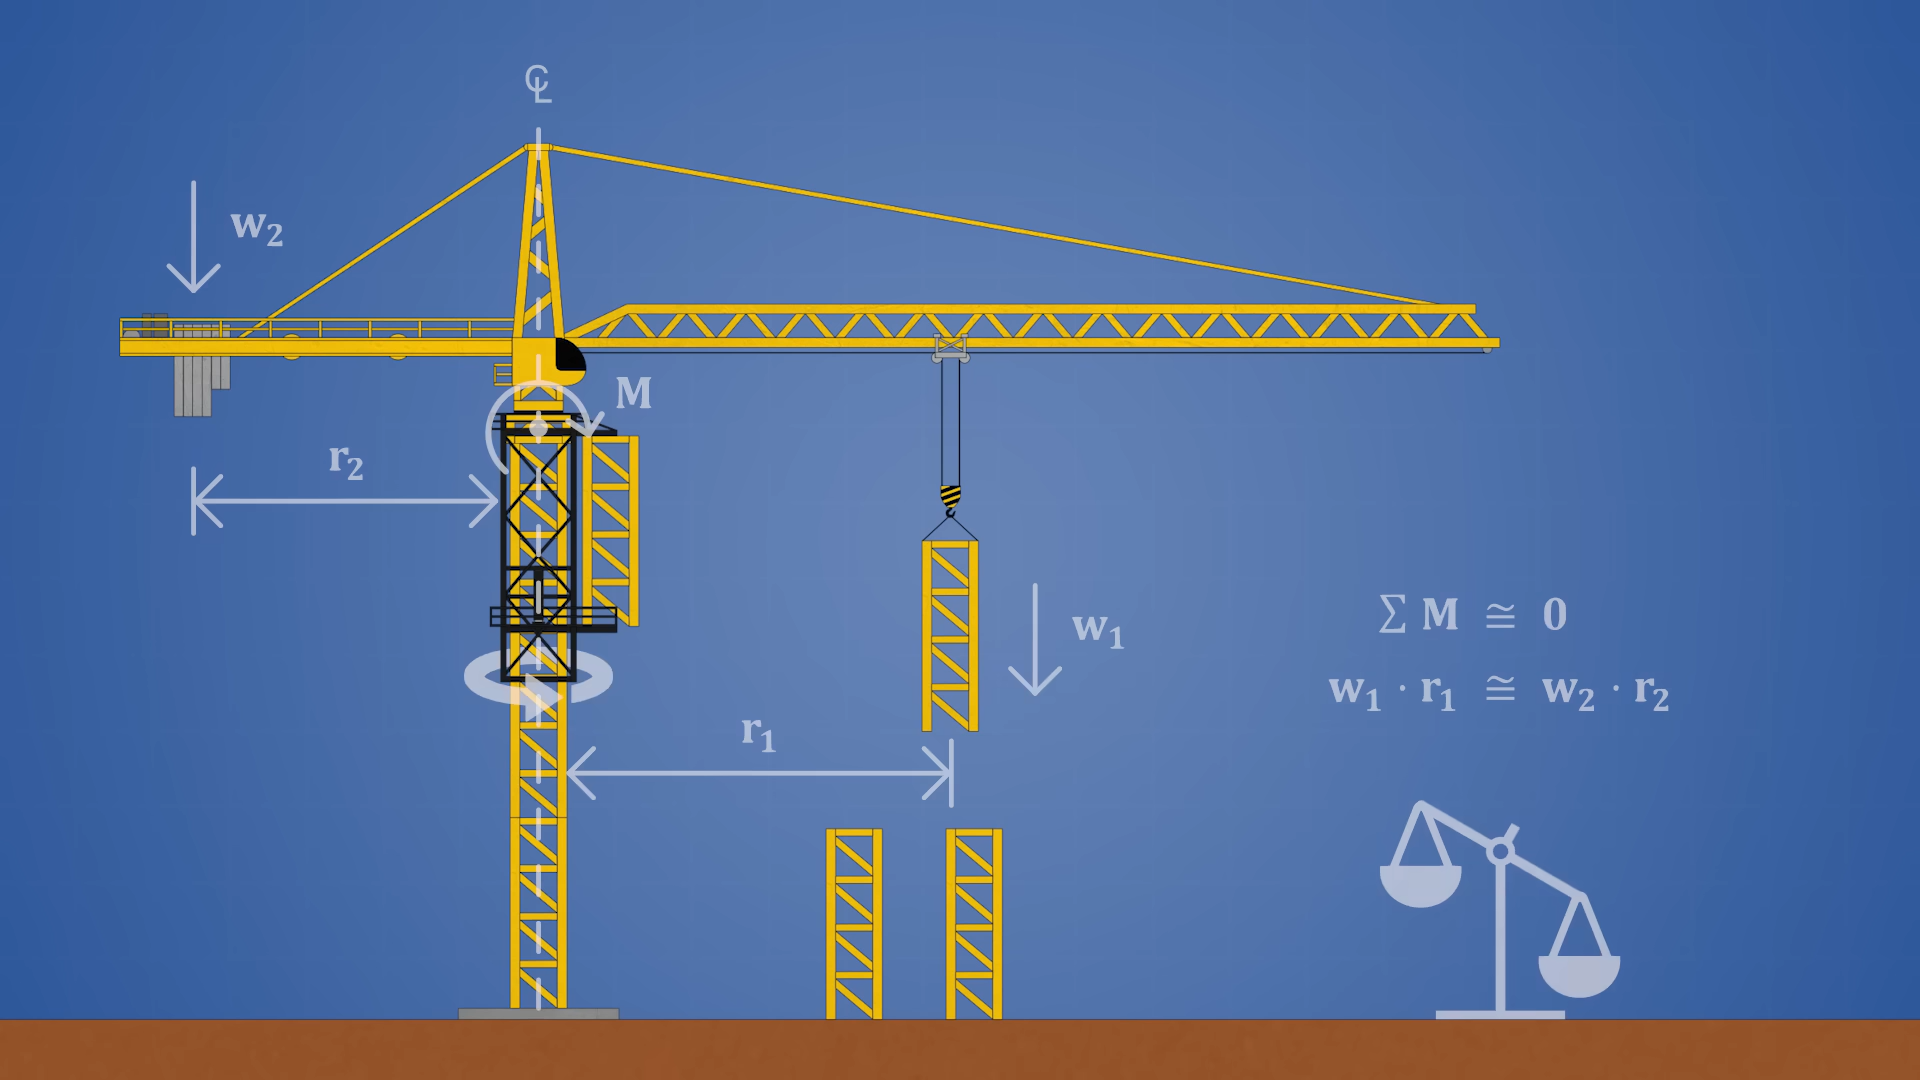 ℄
w₂
M
r₂
w₁
∑ M ≅ 0
w₁ · r₁ ≅ w₂ · r₂
r₁